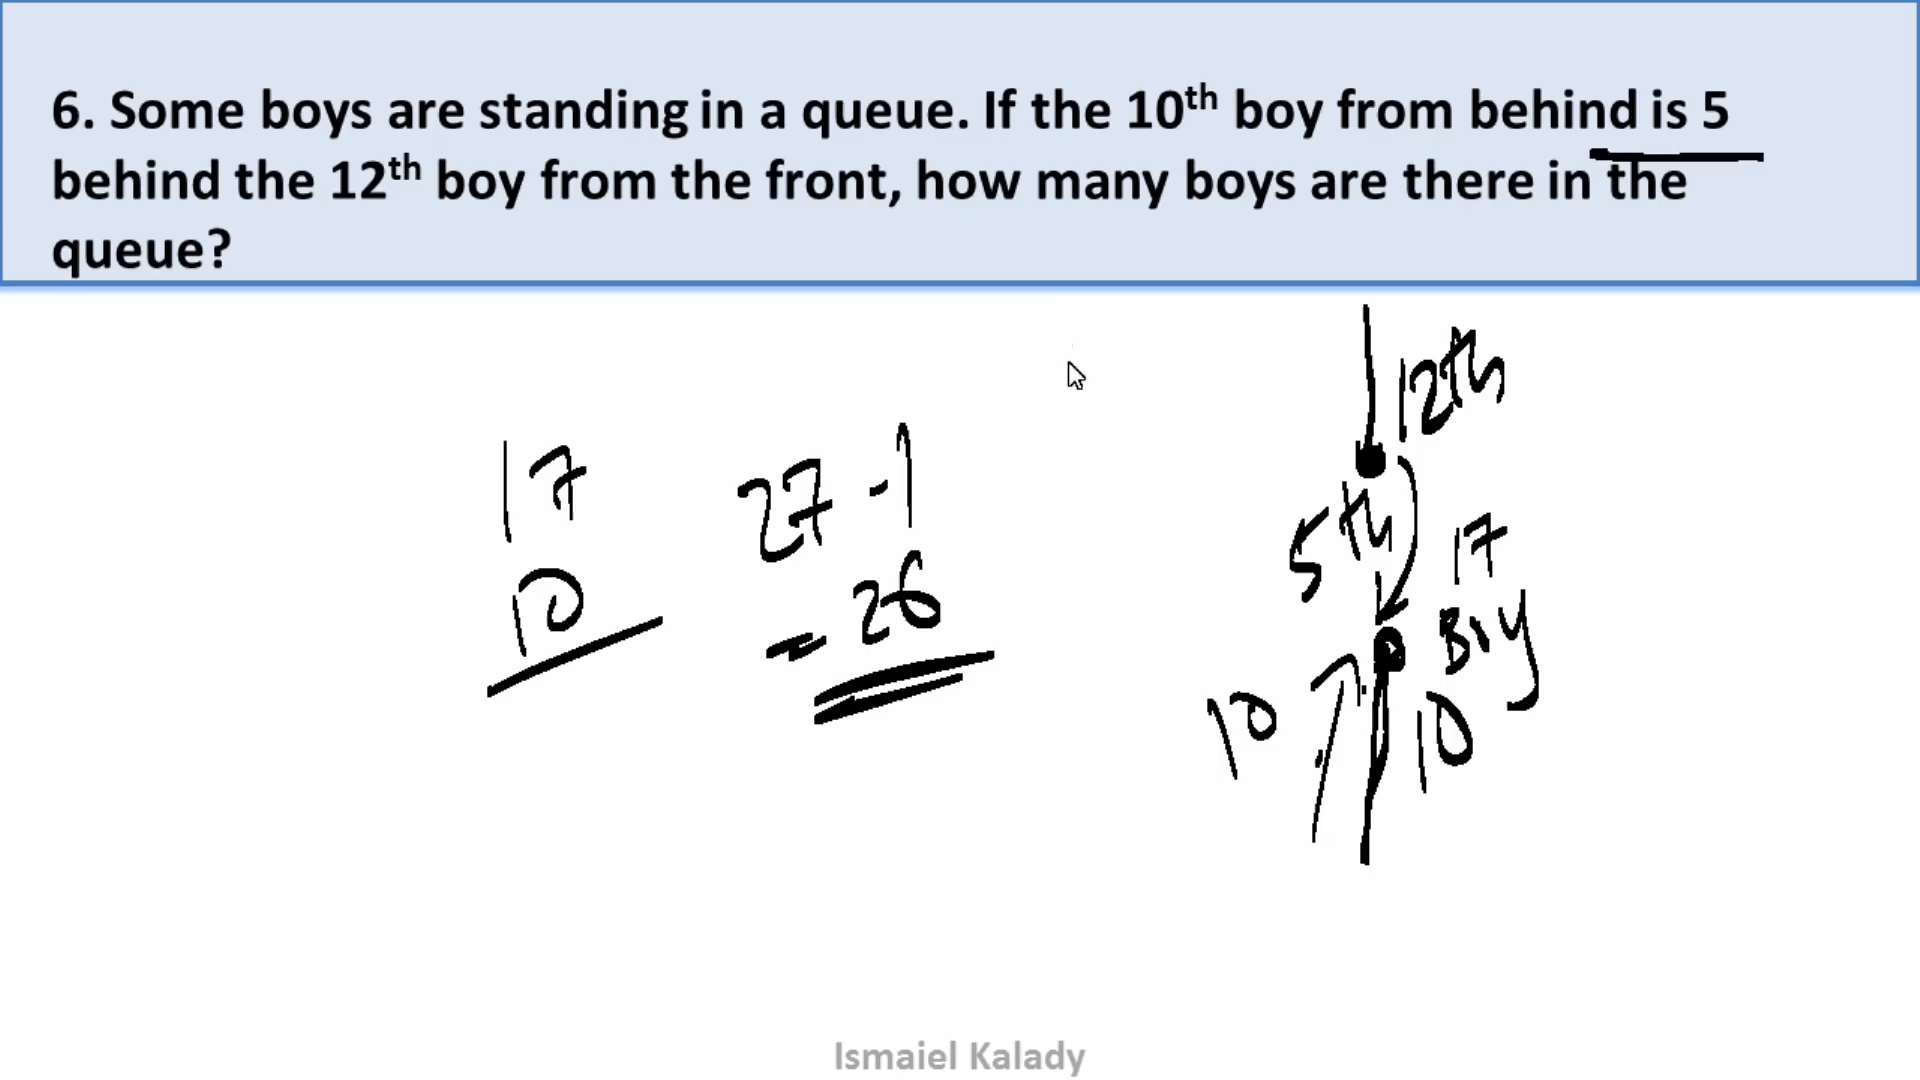 6. Some boys are standing in a queue. If the 10th boy from behind is 5
behind the 12th boy from the front, how many boys are there in the
queue?
12th
17
27 - 1
5th
17
10
= 26
Boy
10
10
Ismaiel Kalady